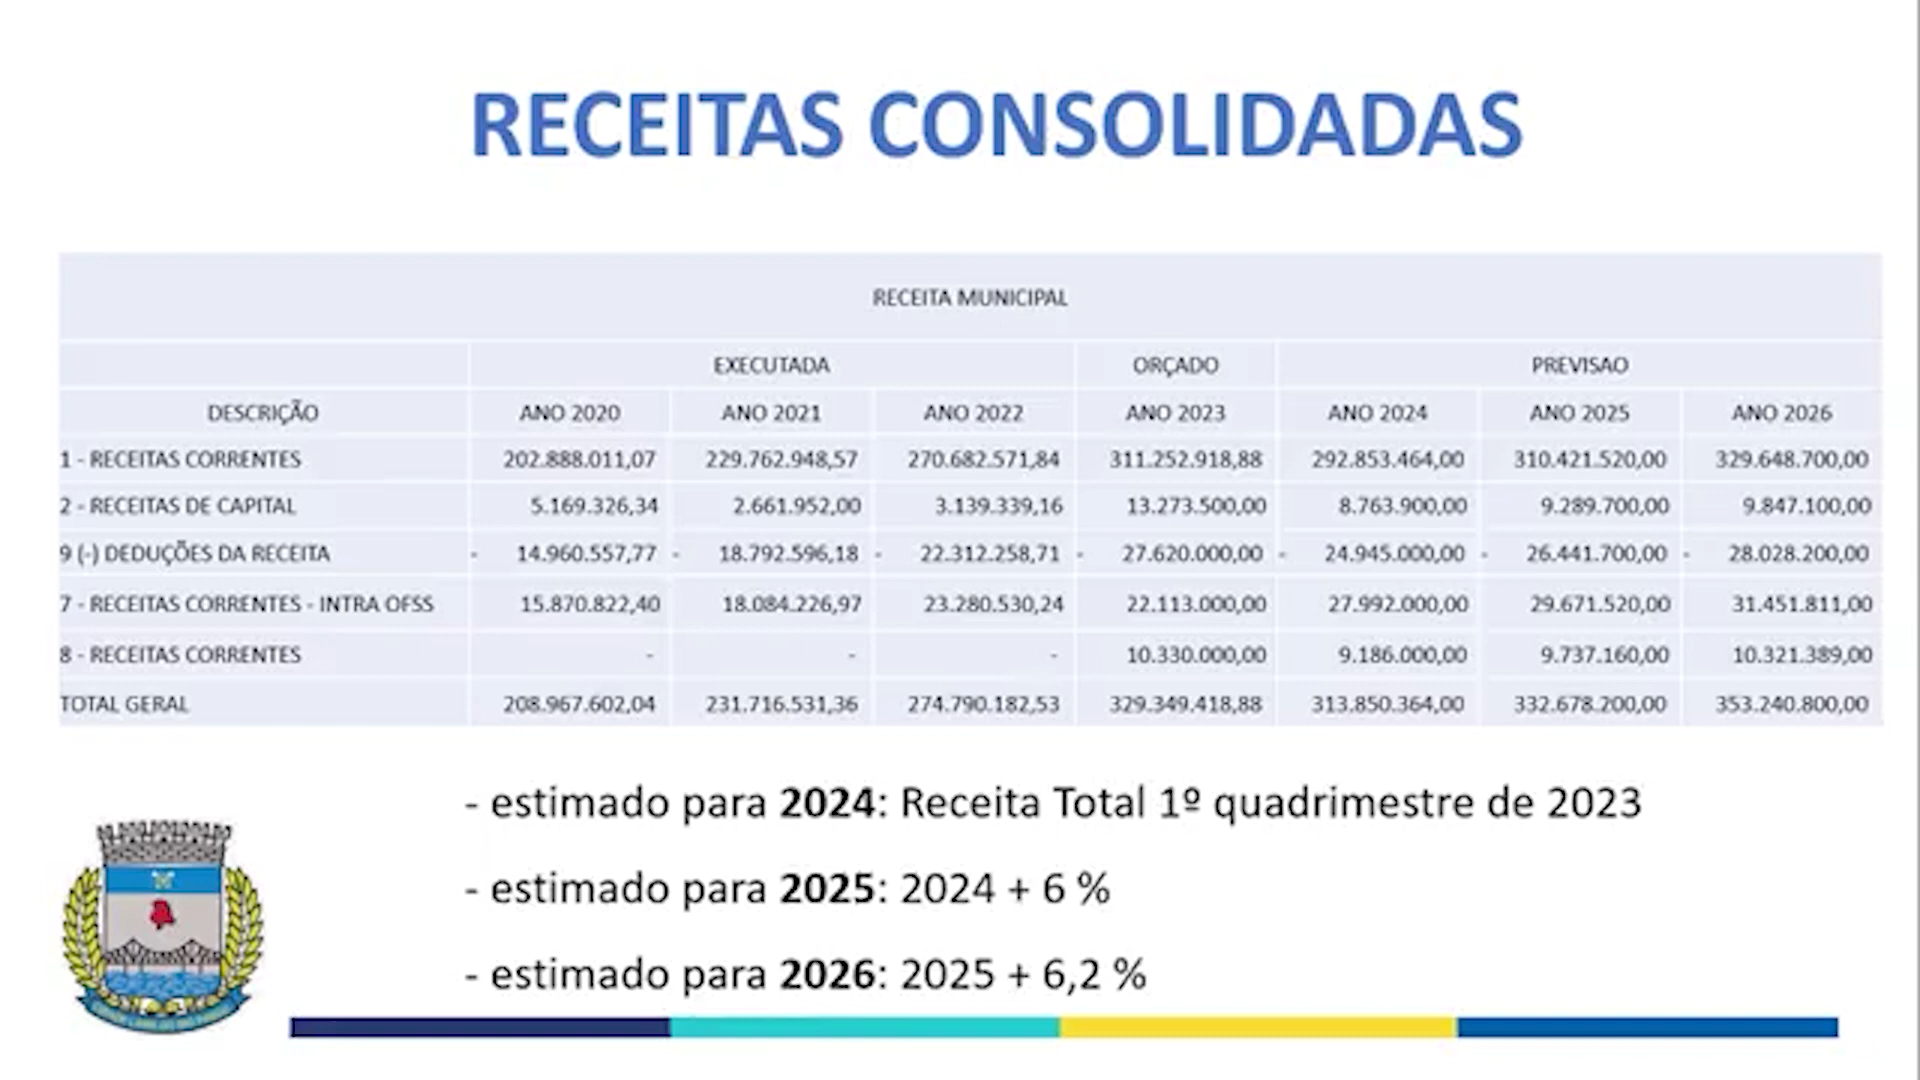 RECEITAS CONSOLIDADAS
RECEITA MUNICIPAL
EXECUTADA ORÇADO PREVISAO
DESCRIÇÃO ANO 2020 ANO 2021 ANO 2022 ANO 2023 ANO 2024 ANO 2025 ANO 2026
1 - RECEITAS CORRENTES 202.888.011,07 229.762.948,57 270.682.571,84 311.252.918,88 292.853.464,00 310.421.520,00 329.648.700,00
2 - RECEITAS DE CAPITAL 5.169.326,34 2.661.952,00 3.139.339,16 13.273.500,00 8.763.900,00 9.289.700,00 9.847.100,00
9 (-) DEDUÇÕES DA RECEITA - 14.960.557,77 - 18.792.596,18 - 22.312.258,71 - 27.620.000,00 - 24.945.000,00 - 26.441.700,00 - 28.028.200,00
7 - RECEITAS CORRENTES - INTRA OFSS 15.870.822,40 18.084.226,97 23.280.530,24 22.113.000,00 27.992.000,00 29.671.520,00 31.451.811,00
8 - RECEITAS CORRENTES - - - 10.330.000,00 9.186.000,00 9.737.160,00 10.321.389,00
TOTAL GERAL 208.967.602,04 231.716.531,36 274.790.182,53 329.349.418,88 313.850.364,00 332.678.200,00 353.240.800,00
- estimado para 2024: Receita Total 1º quadrimestre de 2023
- estimado para 2025: 2024 + 6 %
- estimado para 2026: 2025 + 6,2 %